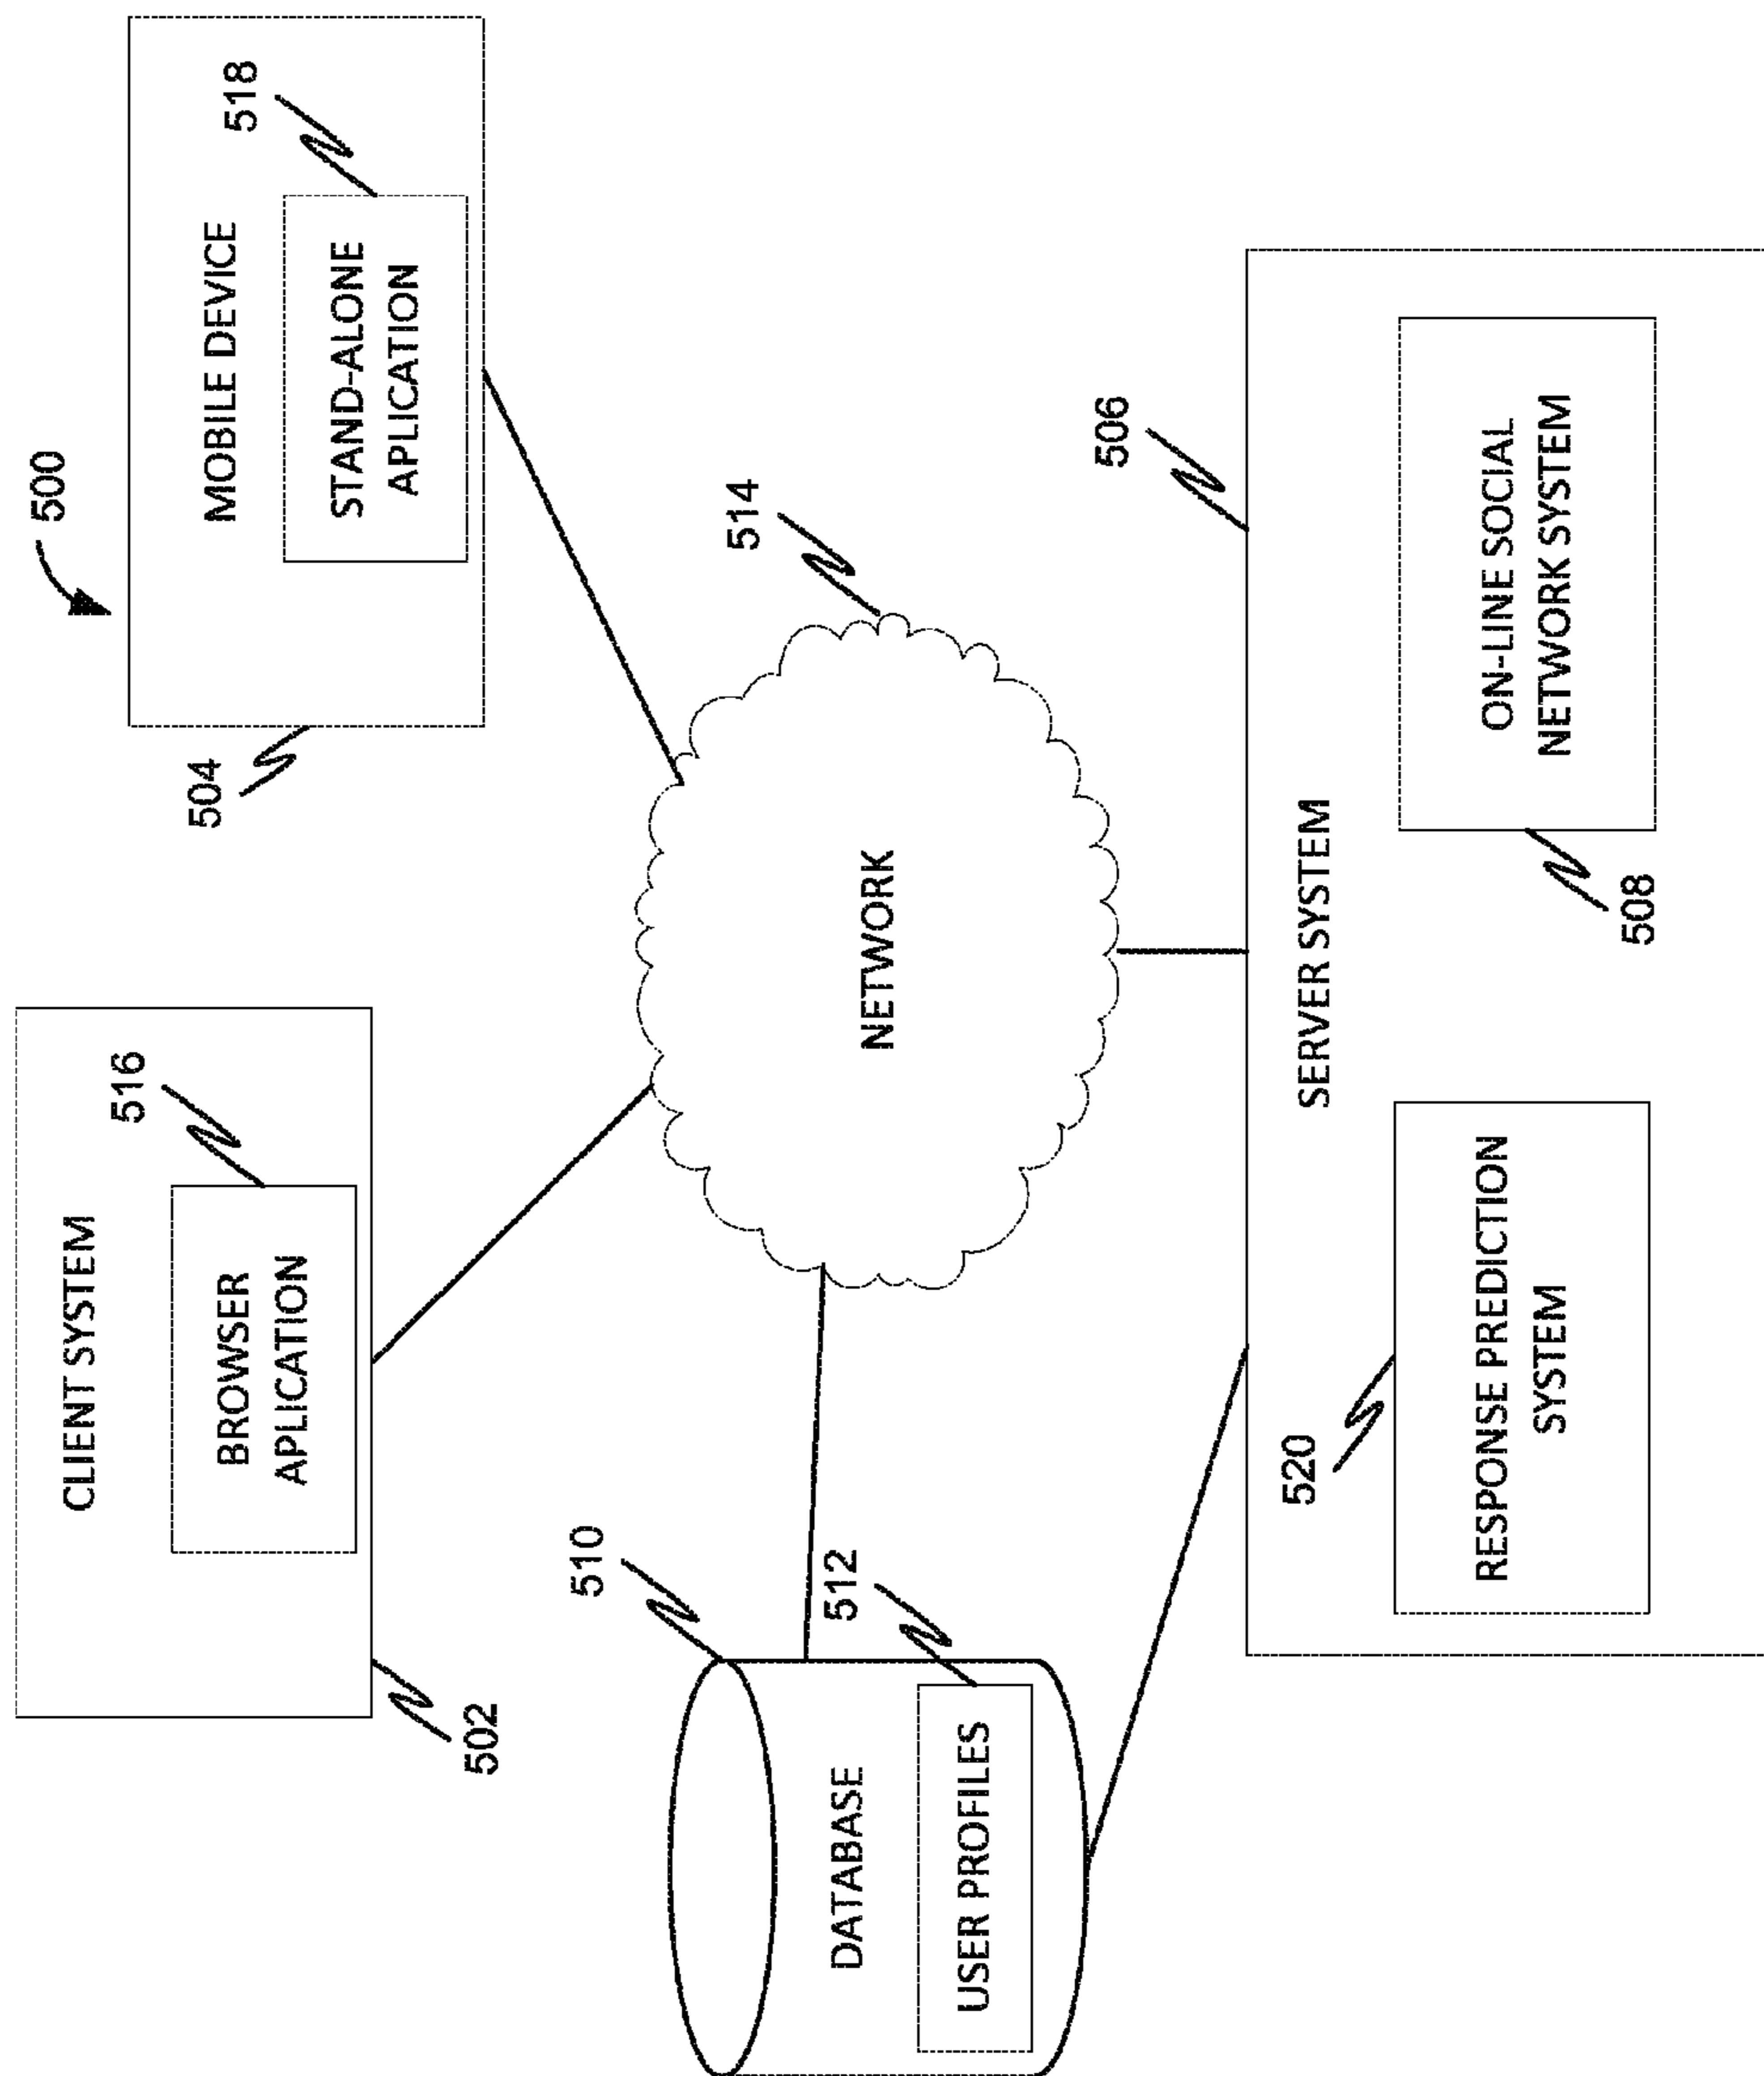 500
CLIENT SYSTEM
516
BROWSER
APLICATION
502
MOBILE DEVICE
518
STAND-ALONE
APLICATION
504
510
DATABASE
512
USER PROFILES
514
NETWORK
506
SERVER SYSTEM
520
RESPONSE PREDICTION
SYSTEM
ON-LINE SOCIAL
NETWORK SYSTEM
508